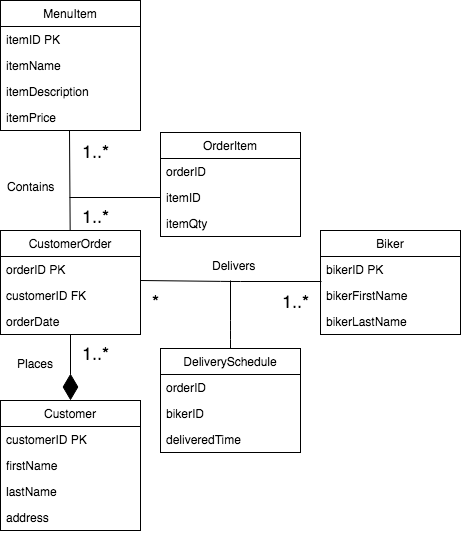 MenuItem
itemID PK
itemName
itemDescription
itemPrice
1..*
Contains
OrderItem
orderID
itemID
itemQty
1..*
CustomerOrder
orderID PK
customerID FK
orderDate
Delivers
*
1..*
Biker
bikerID PK
bikerFirstName
bikerLastName
1..*
Places
DeliverySchedule
orderID
bikerID
deliveredTime
Customer
customerID PK
firstName
lastName
address